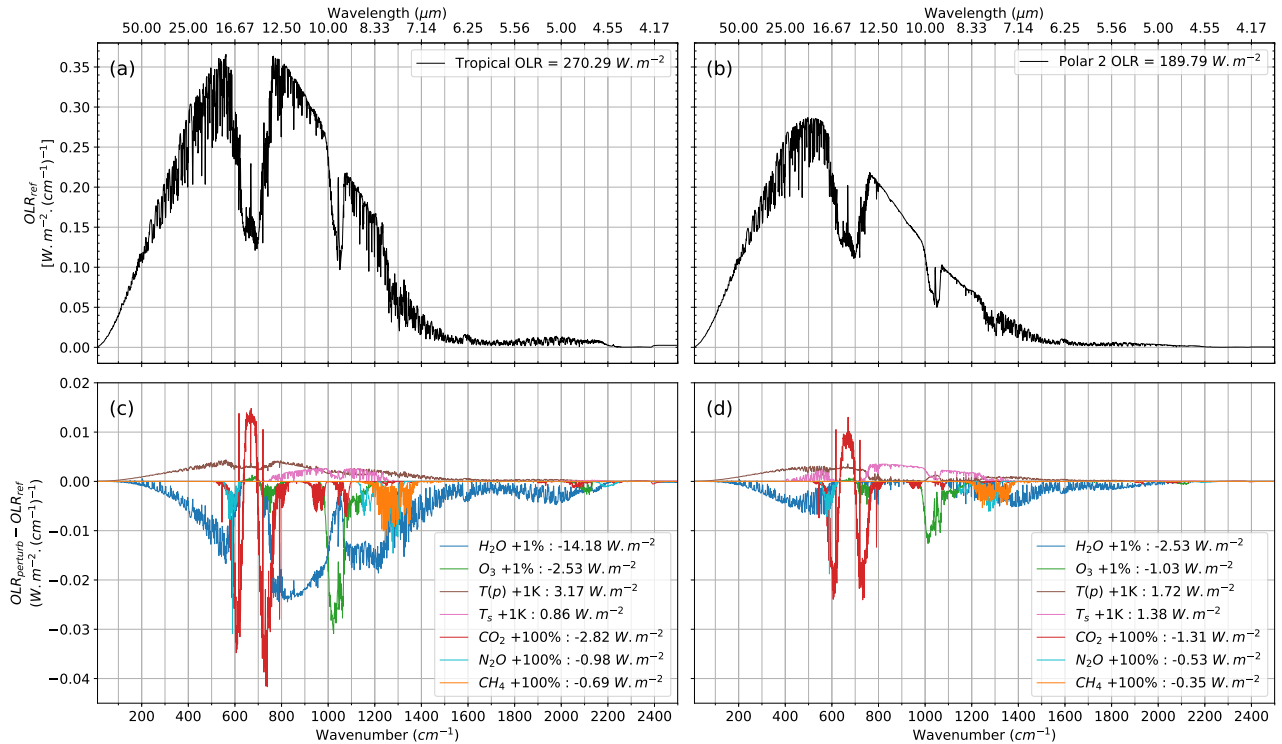 Wavelength (μm)
50.00 25.00 16.67 12.50 10.00 8.33 7.14 6.25 5.56 5.00 4.55 4.17
(a)
Tropical OLR = 270.29 W.m⁻²
0.35
0.30
0.25
0.20
0.15
0.10
0.05
0.00
OLR_ref
[W.m⁻².(cm⁻¹)⁻¹]
Wavelength (μm)
50.00 25.00 16.67 12.50 10.00 8.33 7.14 6.25 5.56 5.00 4.55 4.17
(b)
Polar 2 OLR = 189.79 W.m⁻²
(c)
0.02
0.01
0.00
−0.01
−0.02
−0.03
−0.04
OLR_perturb − OLR_ref
(W.m⁻².(cm⁻¹)⁻¹)
H₂O +1% : -14.18 W.m⁻²
O₃ +1% : -2.53 W.m⁻²
T(p) +1K : 3.17 W.m⁻²
Tₛ +1K : 0.86 W.m⁻²
CO₂ +100% : -2.82 W.m⁻²
N₂O +100% : -0.98 W.m⁻²
CH₄ +100% : -0.69 W.m⁻²
200 400 600 800 1000 1200 1400 1600 1800 2000 2200 2400
Wavenumber (cm⁻¹)
(d)
H₂O +1% : -2.53 W.m⁻²
O₃ +1% : -1.03 W.m⁻²
T(p) +1K : 1.72 W.m⁻²
Tₛ +1K : 1.38 W.m⁻²
CO₂ +100% : -1.31 W.m⁻²
N₂O +100% : -0.53 W.m⁻²
CH₄ +100% : -0.35 W.m⁻²
200 400 600 800 1000 1200 1400 1600 1800 2000 2200 2400
Wavenumber (cm⁻¹)